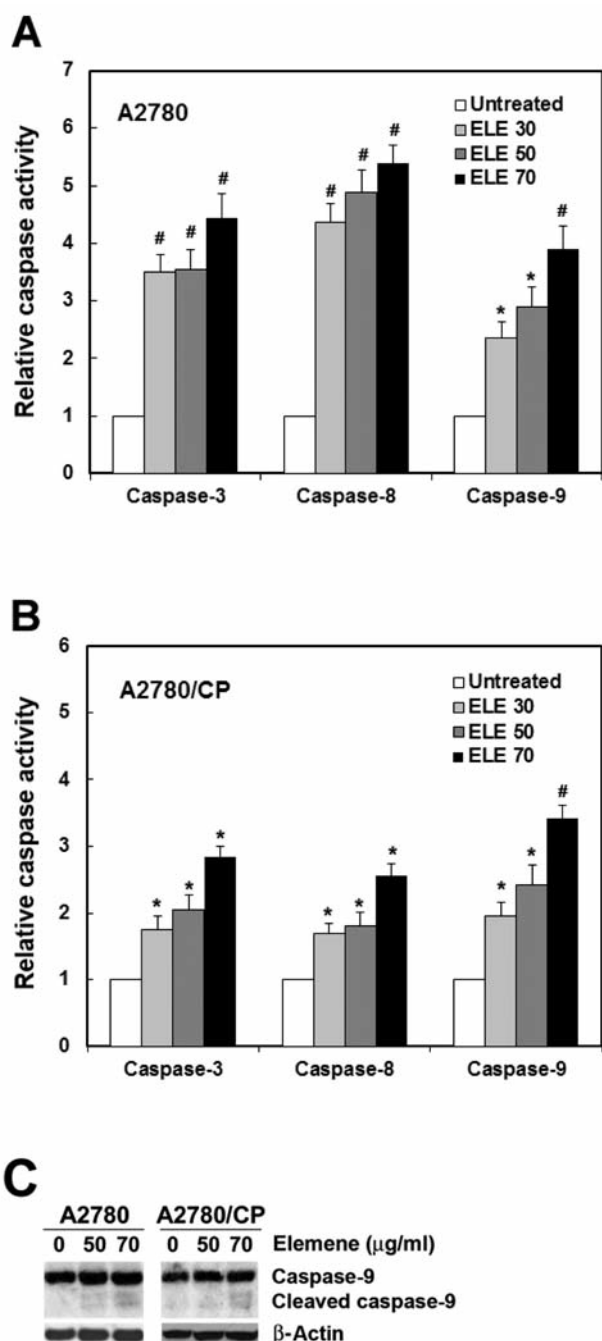 A
7
6
5
4
3
2
1
0
Relative caspase activity
A2780
Untreated
ELE 30
ELE 50
ELE 70
# # #
# # #
* * #
Caspase-3 Caspase-8 Caspase-9
B
6
5
4
3
2
1
0
Relative caspase activity
A2780/CP
Untreated
ELE 30
ELE 50
ELE 70
* * *
* * *
* * #
Caspase-3 Caspase-8 Caspase-9
C
A2780 A2780/CP
0 50 70 0 50 70 Elemene (μg/ml)
Caspase-9
Cleaved caspase-9
β-Actin